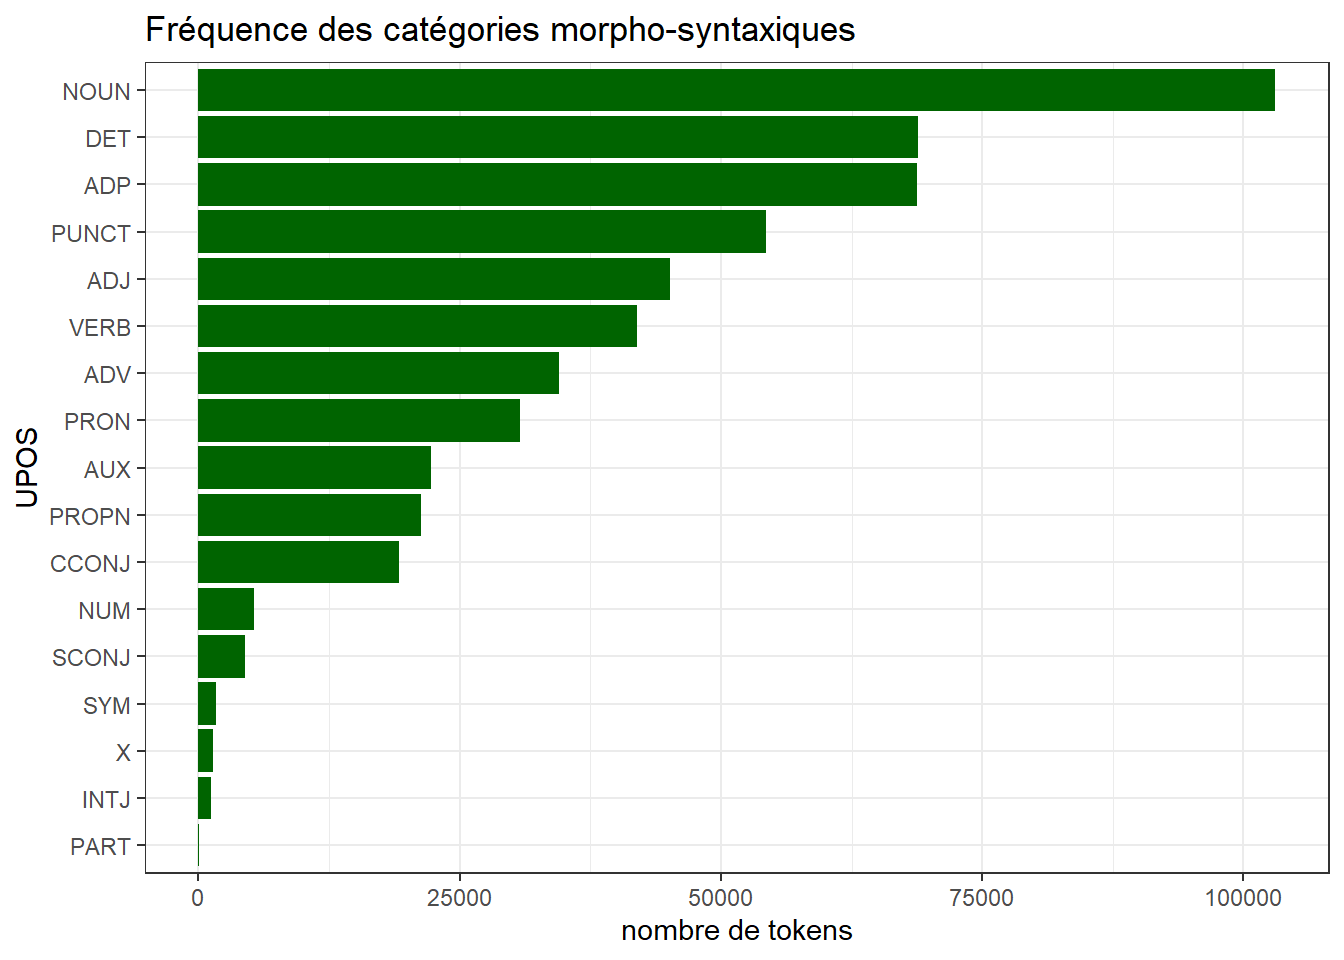 Fréquence des catégories morpho-syntaxiques
NOUN
DET
ADP
PUNCT
ADJ
VERB
ADV
PRON
AUX
PROPN
CCONJ
NUM
SCONJ
SYM
X
INTJ
PART
UPOS
0 25000 50000 75000 100000
nombre de tokens